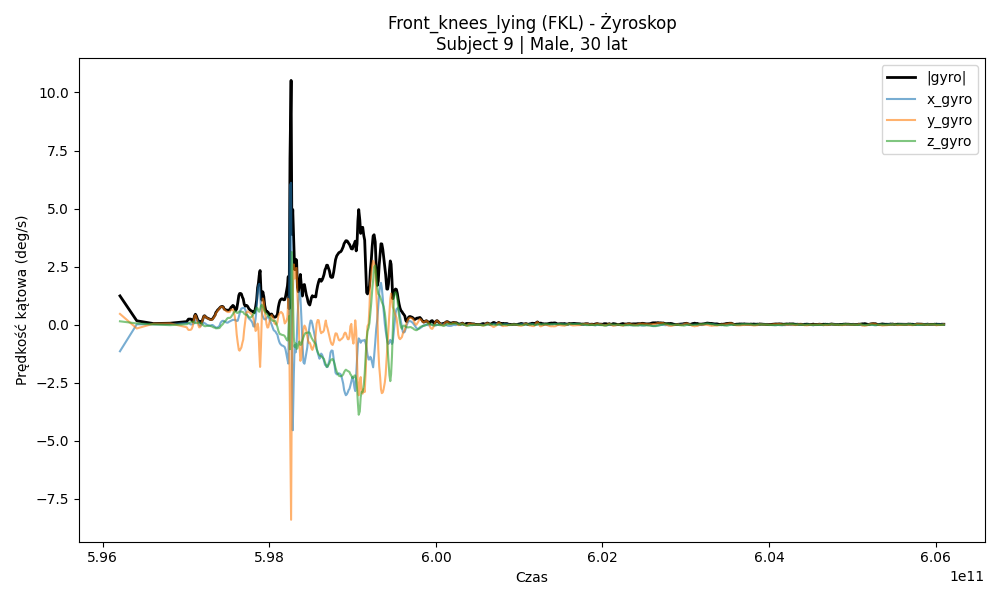 Front_knees_lying (FKL) - Żyroskop
Subject 9 | Male, 30 lat
|gyro|
x_gyro
y_gyro
z_gyro
Prędkość kątowa (deg/s)
10.0
7.5
5.0
2.5
0.0
−2.5
−5.0
−7.5
5.96 5.98 6.00 6.02 6.04 6.06
1e11
Czas